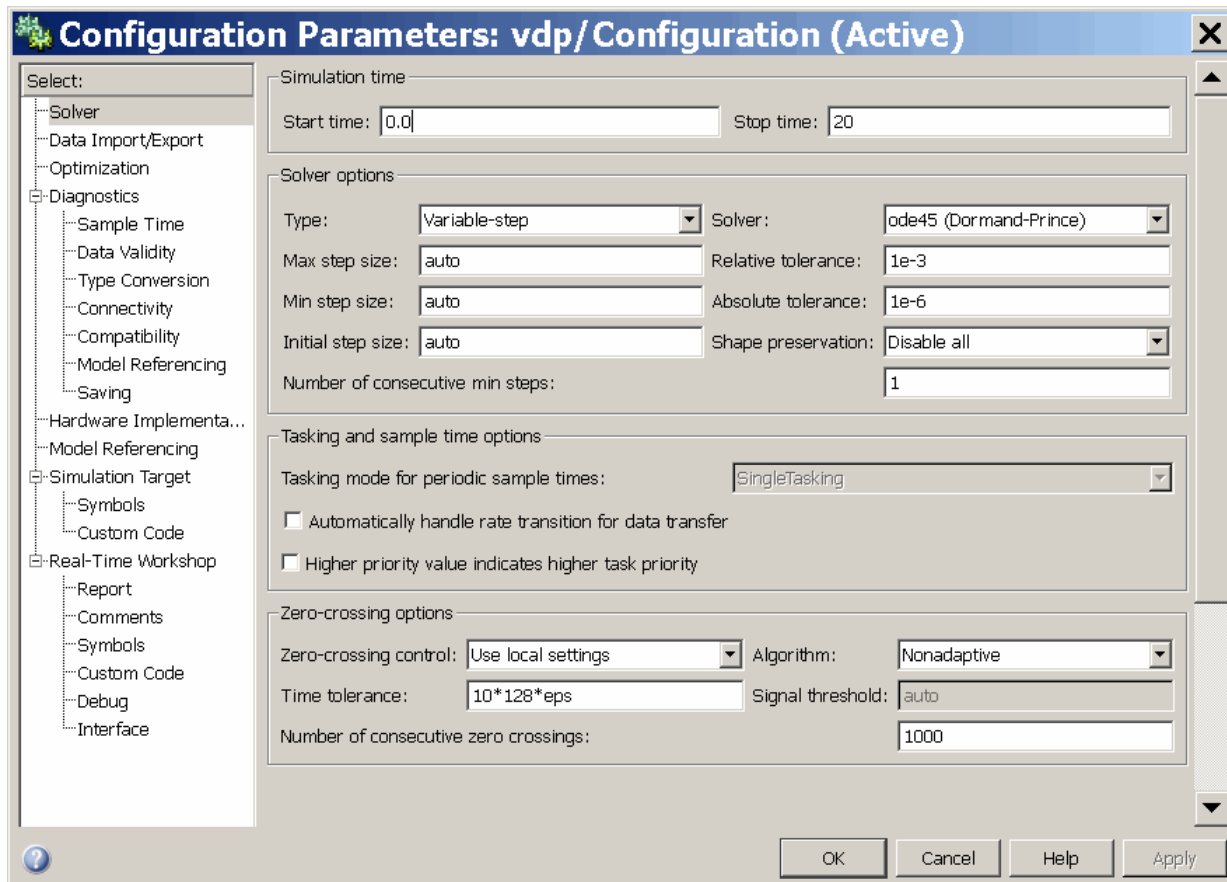 Configuration Parameters: vdp/Configuration (Active)
Select:
Solver
Data Import/Export
Optimization
Diagnostics
Sample Time
Data Validity
Type Conversion
Connectivity
Compatibility
Model Referencing
Saving
Hardware Implementa...
Model Referencing
Simulation Target
Symbols
Custom Code
Real-Time Workshop
Report
Comments
Symbols
Custom Code
Debug
Interface
Simulation time
Start time: 0.0 Stop time: 20
Solver options
Type: Variable-step Solver: ode45 (Dormand-Prince)
Max step size: auto Relative tolerance: 1e-3
Min step size: auto Absolute tolerance: 1e-6
Initial step size: auto Shape preservation: Disable all
Number of consecutive min steps: 1
Tasking and sample time options
Tasking mode for periodic sample times: SingleTasking
Automatically handle rate transition for data transfer
Higher priority value indicates higher task priority
Zero-crossing options
Zero-crossing control: Use local settings Algorithm: Nonadaptive
Time tolerance: 10*128*eps Signal threshold: auto
Number of consecutive zero crossings: 1000
? OK Cancel Help Apply